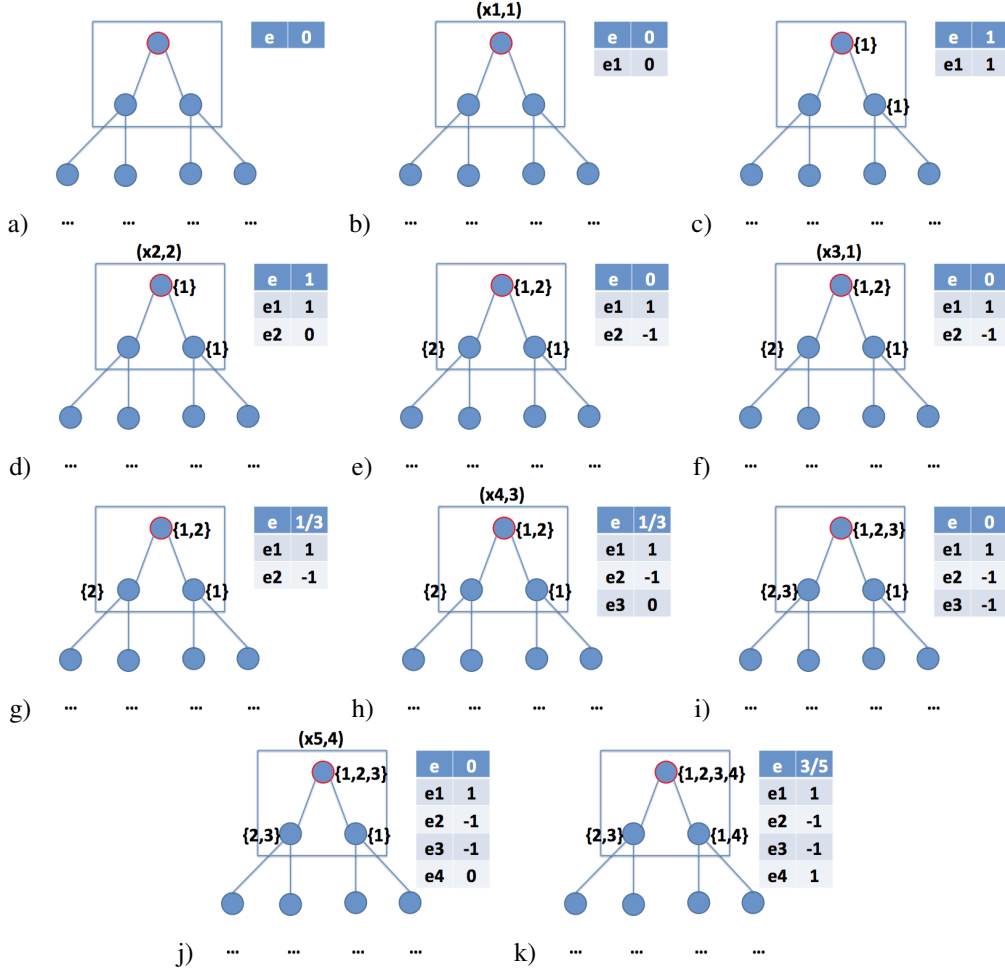 (x1,1)
e 0
e 0
e1 0
{1}
e 1
e1 1
{1}
a) ... ... ... ...
b) ... ... ... ...
c) ... ... ... ...
(x2,2)
{1}
e 1
e1 1
e2 0
{1}
{1,2}
e 0
e1 1
e2 -1
{2} {1}
(x3,1)
{1,2}
e 0
e1 1
e2 -1
{2} {1}
d) ... ... ... ...
e) ... ... ... ...
f) ... ... ... ...
{1,2}
e 1/3
e1 1
e2 -1
{2} {1}
(x4,3)
{1,2}
e 1/3
e1 1
e2 -1
e3 0
{2} {1}
{1,2,3}
e 0
e1 1
e2 -1
e3 -1
{2,3} {1}
g) ... ... ... ...
h) ... ... ... ...
i) ... ... ... ...
(x5,4)
{1,2,3}
e 0
e1 1
e2 -1
e3 -1
e4 0
{2,3} {1}
{1,2,3,4}
e 3/5
e1 1
e2 -1
e3 -1
e4 1
{2,3} {1,4}
j) ... ... ... ...
k) ... ... ... ...